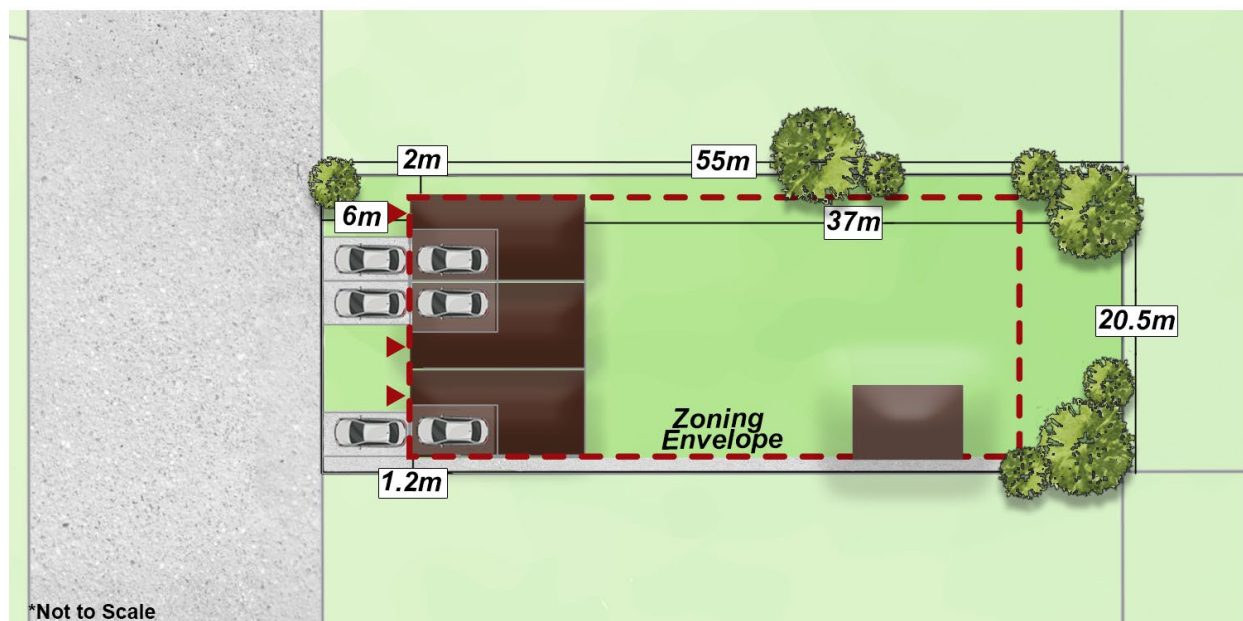 2m
55m
6m
37m
20.5m
Zoning
Envelope
1.2m
*Not to Scale